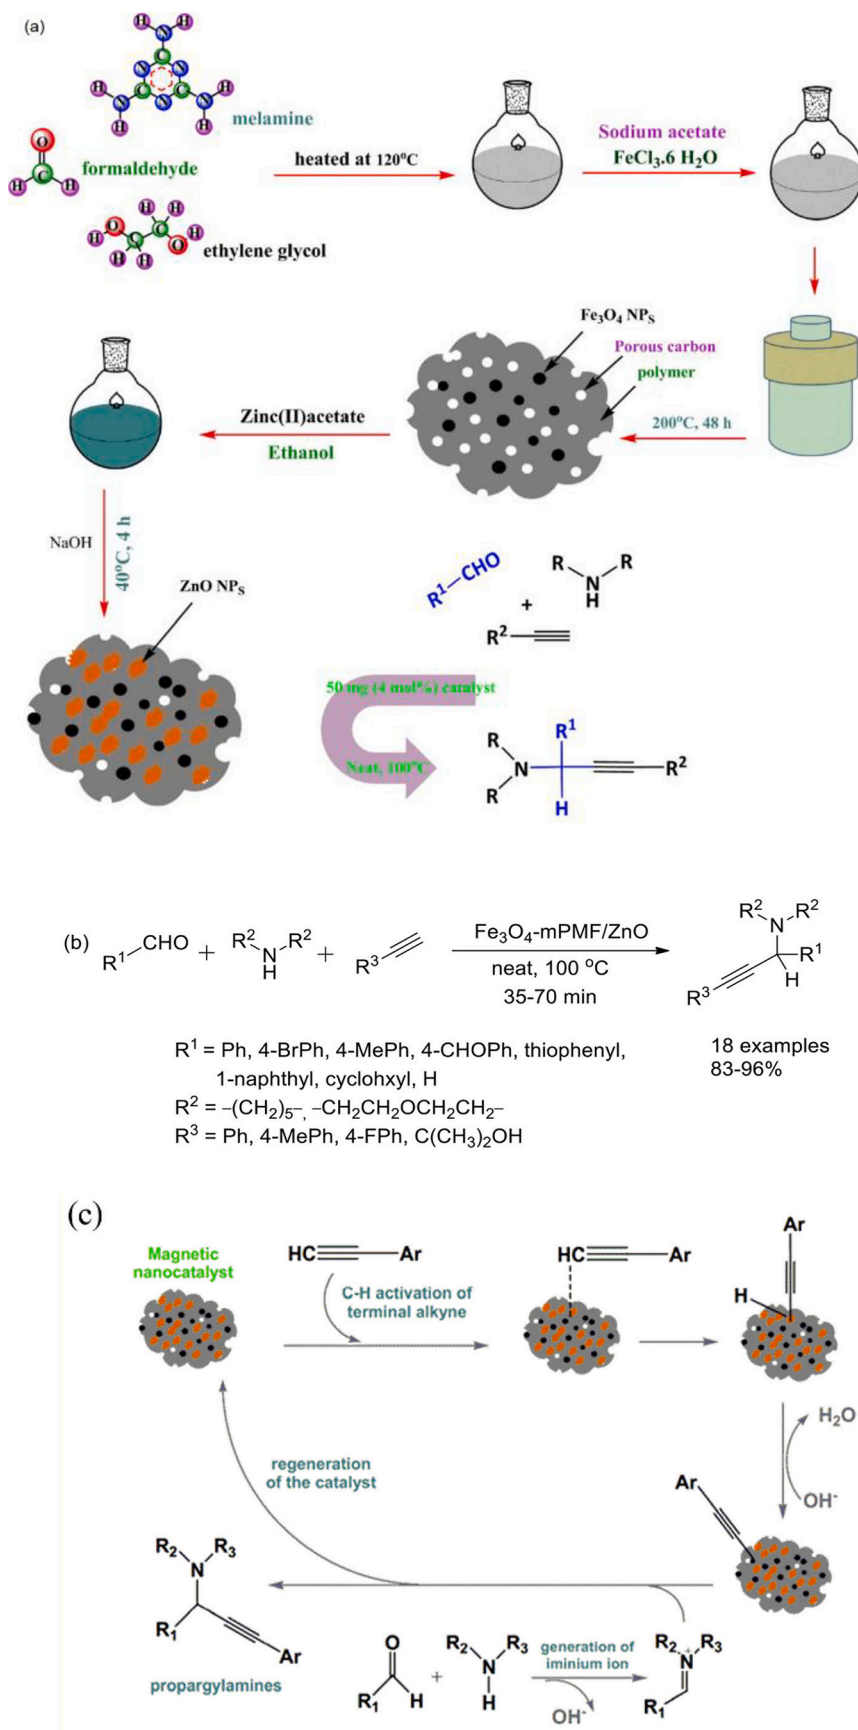 (a)
melamine
formaldehyde
ethylene glycol
heated at 120°C
Sodium acetate
FeCl₃.6 H₂O
Fe₃O₄ NPs
Porous carbon
polymer
200°C, 48 h
Zinc(II)acetate
Ethanol
NaOH
40°C, 4 h
ZnO NPs
R¹−CHO
+
R N R
H
R²
50 mg (4 mol%) catalyst
Neat, 100°C
R¹
R
N
R²
R
H
(b)
R¹ CHO + R² N R² + R³
H
Fe₃O₄-mPMF/ZnO
neat, 100 °C
35-70 min
R² R²
N
R¹
H
R³
R¹ = Ph, 4-BrPh, 4-MePh, 4-CHOPh, thiophenyl,
1-naphthyl, cyclohxyl, H
R² = –(CH₂)₅–, –CH₂CH₂OCH₂CH₂–
R³ = Ph, 4-MePh, 4-FPh, C(CH₃)₂OH
18 examples
83-96%
(c)
Magnetic
nanocatalyst
HC Ar
C-H activation of
terminal alkyne
HC Ar
Ar
H
H₂O
OH⁻
Ar
regeneration
of the catalyst
R₂ R₃
N
R₁
Ar
propargylamines
O
R₁ H
+
R₂ R₃
N
H
generation of
iminium ion
OH⁻
R₂ + R₃
N
R₁